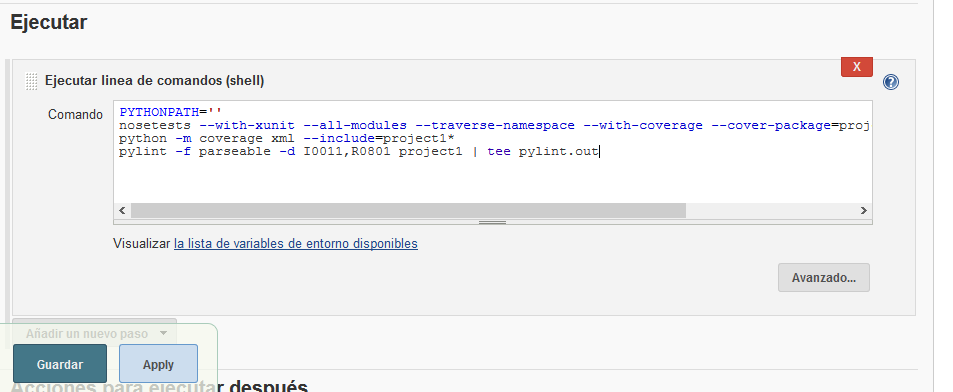 Ejecutar
X
Ejecutar linea de comandos (shell)
Comando
PYTHONPATH=''
nosetests --with-xunit --all-modules --traverse-namespace --with-coverage --cover-package=proj
python -m coverage xml --include=project1*
pylint -f parseable -d I0011,R0801 project1 | tee pylint.out
Visualizar la lista de variables de entorno disponibles
Avanzado...
Añadir un nuevo paso
Guardar
Apply
Acciones para ejecutar después